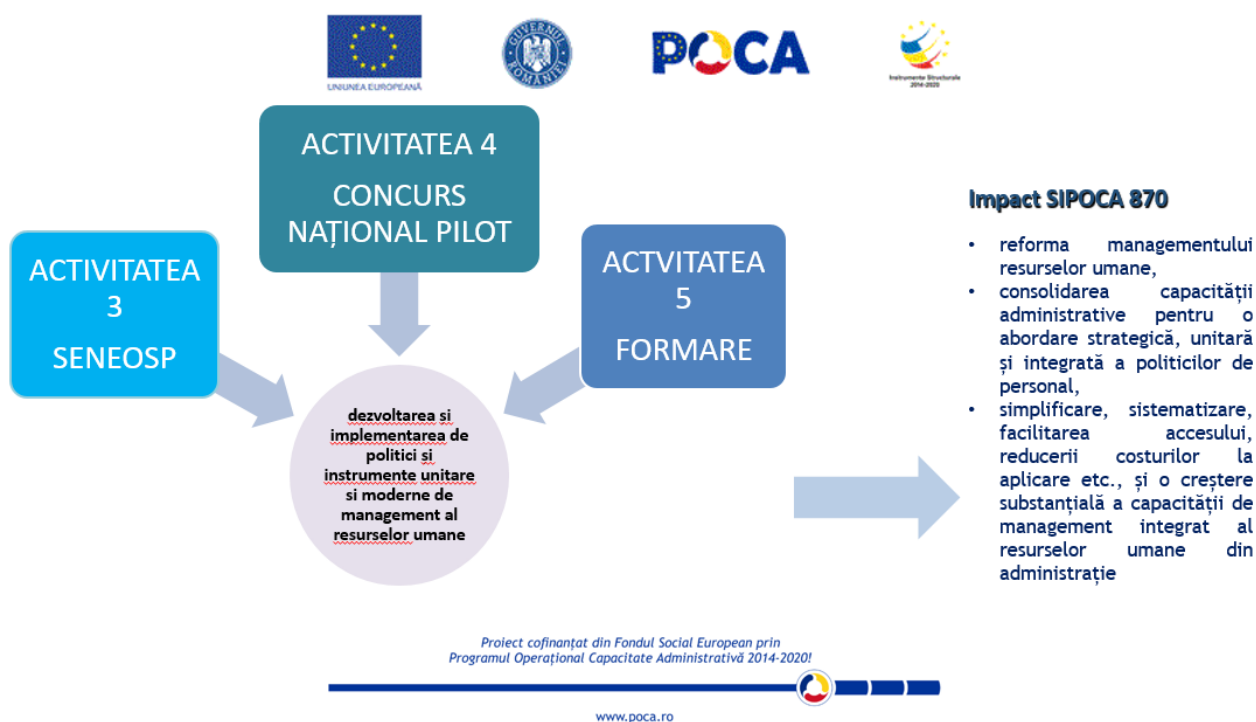 UNIUNEA EUROPEANĂ
GUVERNUL ROMÂNIEI
POCA
Instrumente Structurale
2014-2020
ACTIVITATEA 4
CONCURS
NAȚIONAL PILOT
ACTIVITATEA
3
SENEOSP
ACTVITATEA
5
FORMARE
dezvoltarea si
implementarea de
politici si
instrumente unitare
si moderne de
management al
resurselor umane
Impact SIPOCA 870
• reforma managementului
resurselor umane,
• consolidarea capacității
administrative pentru o
abordare strategică, unitară
și integrată a politicilor de
personal,
• simplificare, sistematizare,
facilitarea accesului,
reducerii costurilor la
aplicare etc., și o creștere
substanțială a capacității de
management integrat al
resurselor umane din
administrație
Proiect cofinanțat din Fondul Social European prin
Programul Operațional Capacitate Administrativă 2014-2020!
www.poca.ro